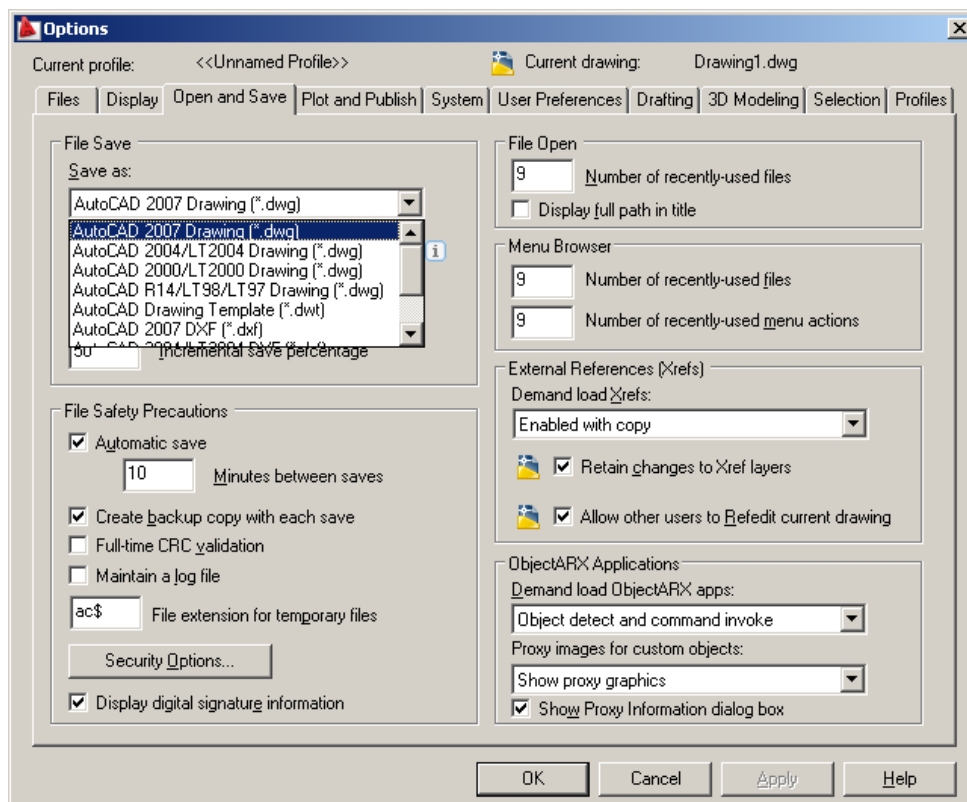 Options
Current profile: <<Unnamed Profile>> Current drawing: Drawing1.dwg
Files Display Open and Save Plot and Publish System User Preferences Drafting 3D Modeling Selection Profiles
File Save
Save as:
AutoCAD 2007 Drawing (*.dwg)
AutoCAD 2007 Drawing (*.dwg)
AutoCAD 2004/LT2004 Drawing (*.dwg)
AutoCAD 2000/LT2000 Drawing (*.dwg)
AutoCAD R14/LT98/LT97 Drawing (*.dwg)
AutoCAD Drawing Template (*.dwt)
AutoCAD 2007 DXF (*.dxf)
50 Incremental save percentage
File Safety Precautions
Automatic save
10 Minutes between saves
Create backup copy with each save
Full-time CRC validation
Maintain a log file
ac$ File extension for temporary files
Security Options...
Display digital signature information
File Open
9 Number of recently-used files
Display full path in title
Menu Browser
9 Number of recently-used files
9 Number of recently-used menu actions
External References (Xrefs)
Demand load Xrefs:
Enabled with copy
Retain changes to Xref layers
Allow other users to Refedit current drawing
ObjectARX Applications
Demand load ObjectARX apps:
Object detect and command invoke
Proxy images for custom objects:
Show proxy graphics
Show Proxy Information dialog box
OK Cancel Apply Help